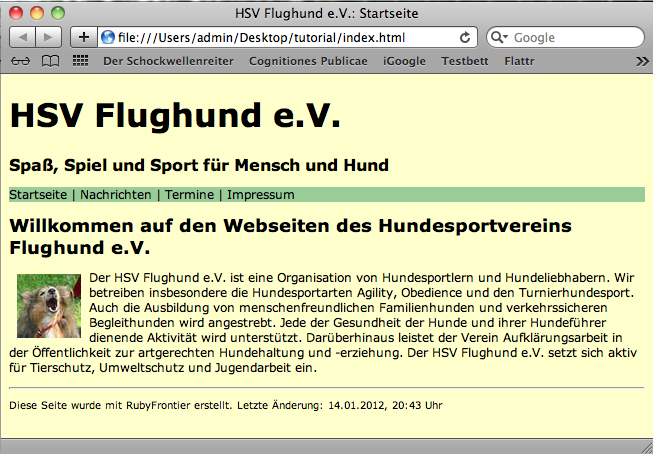 HSV Flughund e.V.: Startseite
file:///Users/admin/Desktop/tutorial/index.html
Google
Der Schockwellenreiter Cognitiones Publicae iGoogle Testbett Flattr
HSV Flughund e.V.
Spaß, Spiel und Sport für Mensch und Hund
Startseite | Nachrichten | Termine | Impressum
Willkommen auf den Webseiten des Hundesportvereins
Flughund e.V.
Der HSV Flughund e.V. ist eine Organisation von Hundesportlern und Hundeliebhabern. Wir
betreiben insbesondere die Hundesportarten Agility, Obedience und den Turnierhundesport.
Auch die Ausbildung von menschenfreundlichen Familienhunden und verkehrssicheren
Begleithunden wird angestrebt. Jede der Gesundheit der Hunde und ihrer Hundeführer
dienende Aktivität wird unterstützt. Darüberhinaus leistet der Verein Aufklärungsarbeit in
der Öffentlichkeit zur artgerechten Hundehaltung und -erziehung. Der HSV Flughund e.V. setzt sich aktiv
für Tierschutz, Umweltschutz und Jugendarbeit ein.
Diese Seite wurde mit RubyFrontier erstellt. Letzte Änderung: 14.01.2012, 20:43 Uhr